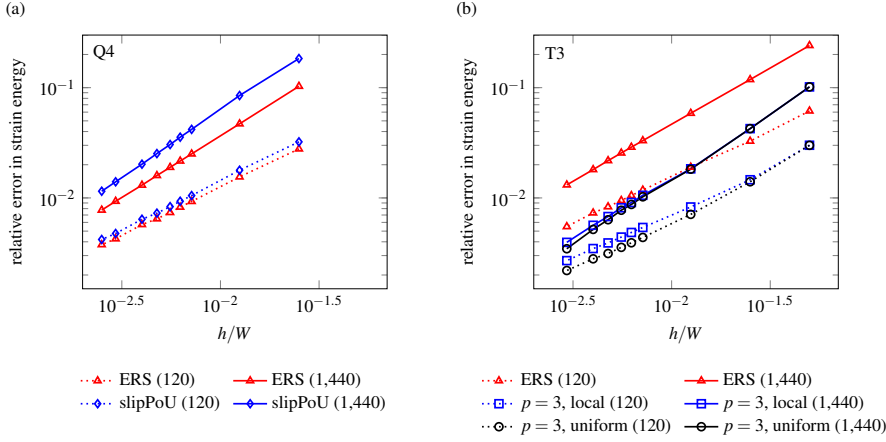 (a)
Q4
relative error in strain energy
10⁻¹
10⁻²
10⁻²·⁵
10⁻²
10⁻¹·⁵
h/W
ERS (120)
ERS (1,440)
slipPoU (120)
slipPoU (1,440)
(b)
T3
relative error in strain energy
10⁻¹
10⁻²
10⁻²·⁵
10⁻²
10⁻¹·⁵
h/W
ERS (120)
ERS (1,440)
p = 3, local (120)
p = 3, local (1,440)
p = 3, uniform (120)
p = 3, uniform (1,440)